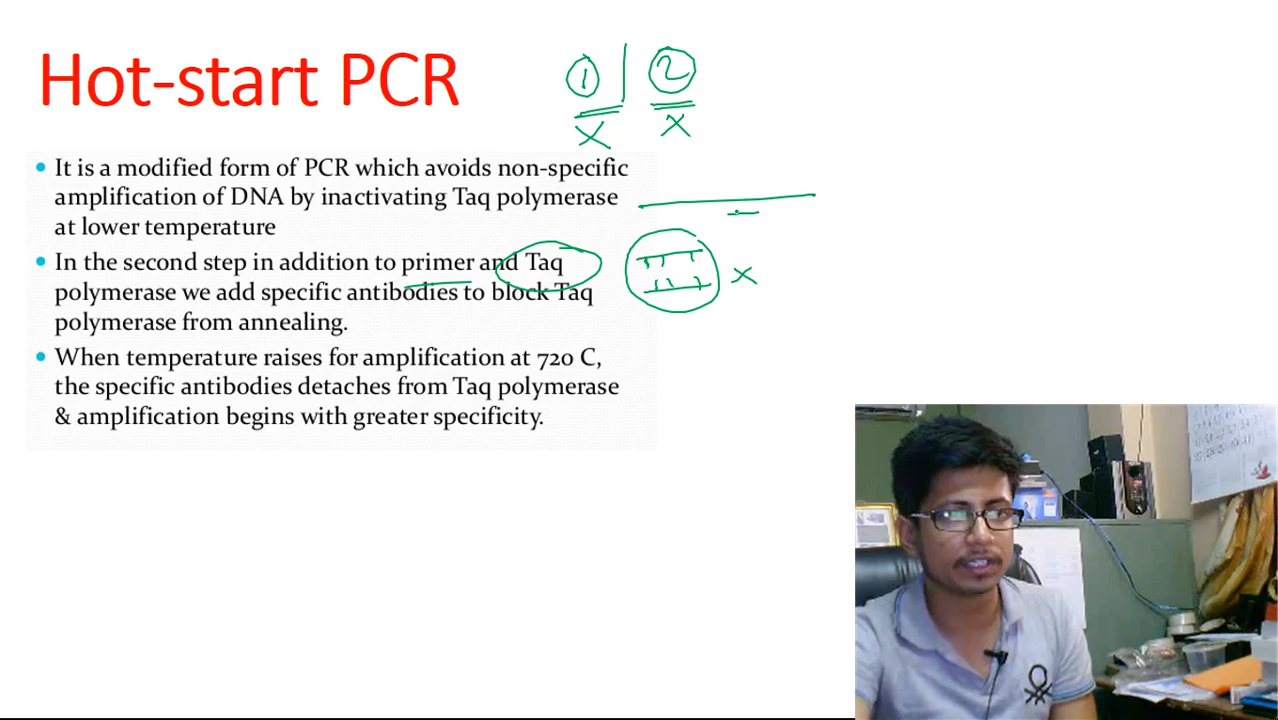 Hot-start PCR
1 | 2
X X
• It is a modified form of PCR which avoids non-specific
amplification of DNA by inactivating Taq polymerase
at lower temperature
• In the second step in addition to primer and Taq
polymerase we add specific antibodies to block Taq
polymerase from annealing.
X
• When temperature raises for amplification at 720 C,
the specific antibodies detaches from Taq polymerase
& amplification begins with greater specificity.